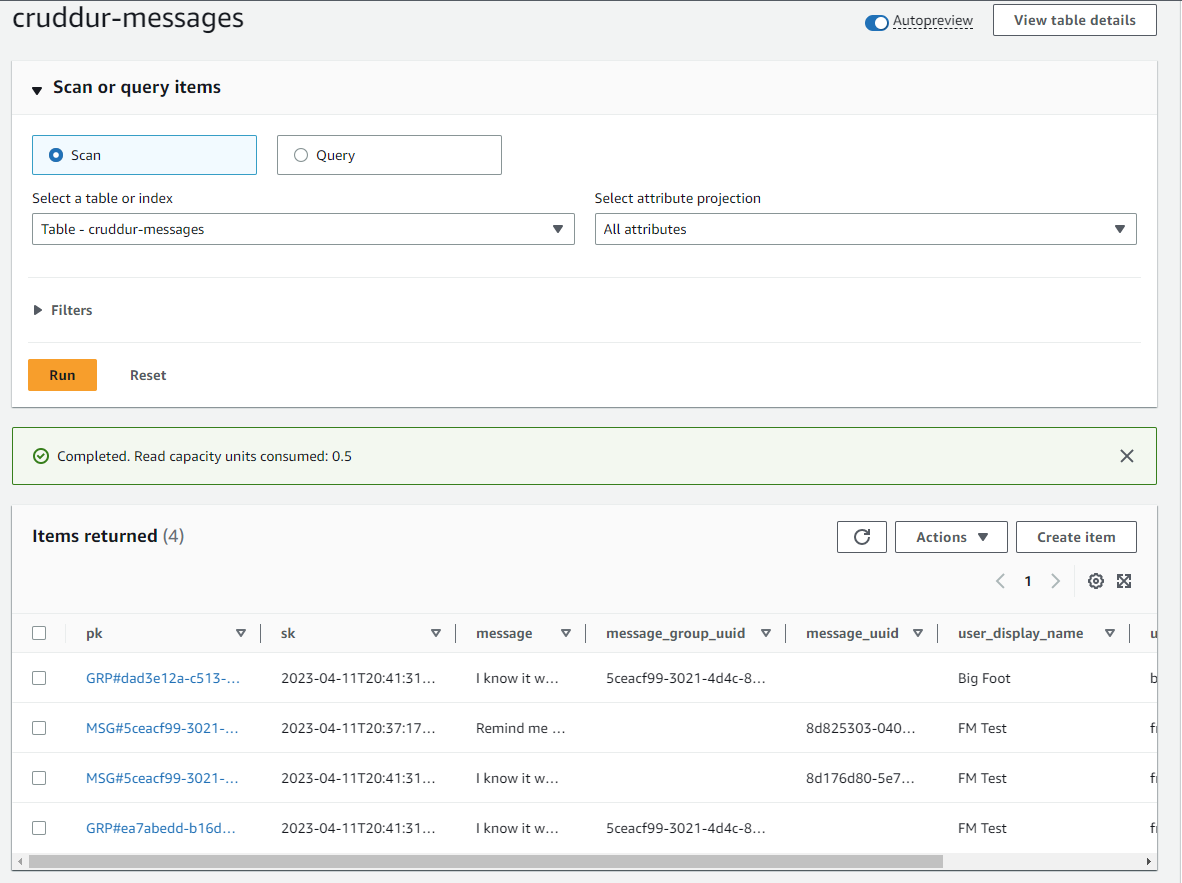 cruddur-messages
Autopreview
View table details
Scan or query items
Scan
Query
Select a table or index
Select attribute projection
Table - cruddur-messages
All attributes
Filters
Run
Reset
Completed. Read capacity units consumed: 0.5
Items returned (4)
Actions
Create item
1
pk sk message message_group_uuid message_uuid user_display_name u
GRP#dad3e12a-c513-... 2023-04-11T20:41:31... I know it w... 5ceacf99-3021-4d4c-8... Big Foot b
MSG#5ceacf99-3021-... 2023-04-11T20:37:17... Remind me ... 8d825303-040... FM Test
MSG#5ceacf99-3021-... 2023-04-11T20:41:31... I know it w... 8d176d80-5e7... FM Test
GRP#ea7abedd-b16d... 2023-04-11T20:41:31... I know it w... 5ceacf99-3021-4d4c-8... FM Test